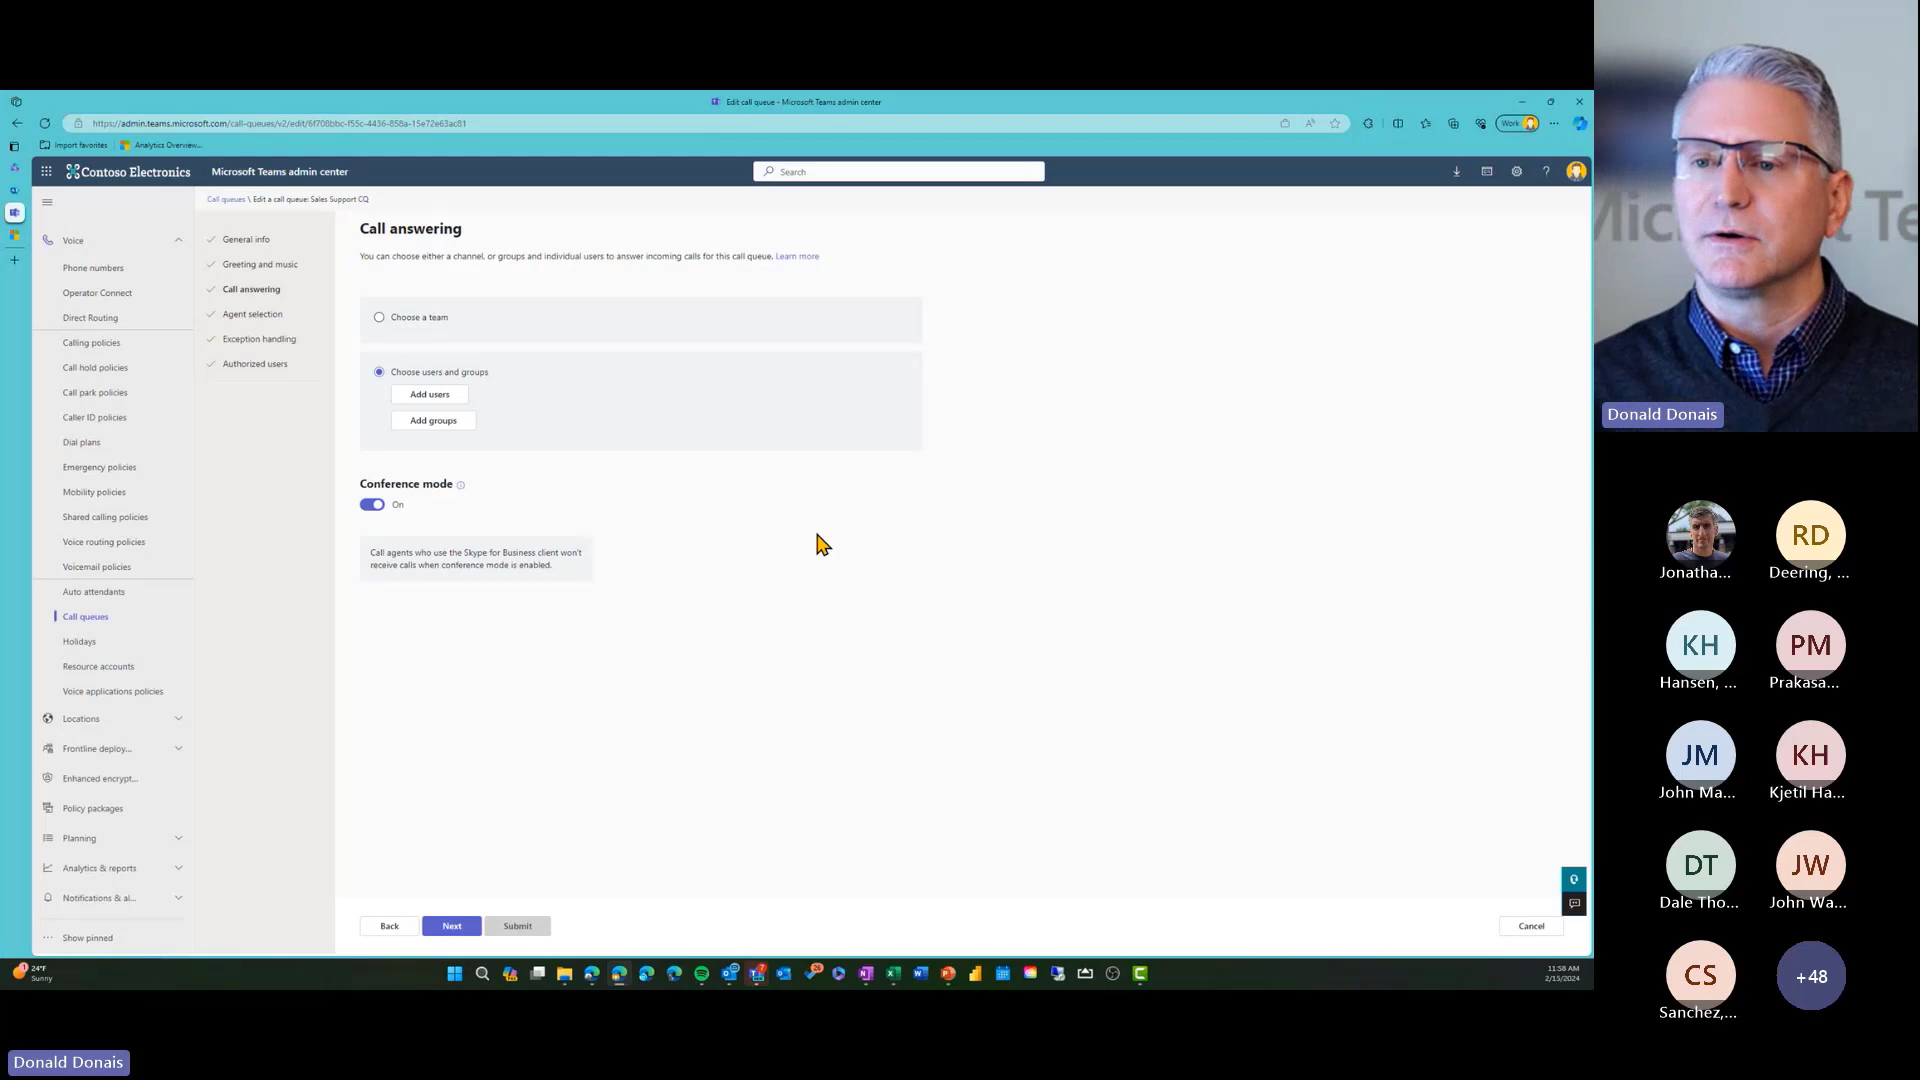 Edit call queue - Microsoft Teams admin center
https://admin.teams.microsoft.com/call-queues/v2/edit/6f708bbc-f55c-4436-858a-15e72e63ac81
Work
Import favorites
Analytics Overview...
Contoso Electronics
Microsoft Teams admin center
Search
Call queues \ Edit a call queue: Sales Support CQ
Voice
Phone numbers
Operator Connect
Direct Routing
Calling policies
Call hold policies
Call park policies
Caller ID policies
Dial plans
Emergency policies
Mobility policies
Shared calling policies
Voice routing policies
Voicemail policies
Auto attendants
Call queues
Holidays
Resource accounts
Voice applications policies
Locations
Frontline deploy...
Enhanced encrypt...
Policy packages
Planning
Analytics & reports
Notifications & al...
Show pinned
General info
Greeting and music
Call answering
Agent selection
Exception handling
Authorized users
Call answering
You can choose either a channel, or groups and individual users to answer incoming calls for this call queue. Learn more
Choose a team
Choose users and groups
Add users
Add groups
Conference mode
On
Call agents who use the Skype for Business client won't
receive calls when conference mode is enabled.
Back
Next
Submit
Cancel
24°F
Sunny
11:58 AM
2/15/2024
Donald Donais
Donald Donais
Jonatha...
RD
Deering, ...
KH
Hansen, ...
PM
Prakasa...
JM
John Ma...
KH
Kjetil Ha...
DT
Dale Tho...
JW
John Wa...
CS
Sanchez,...
+48